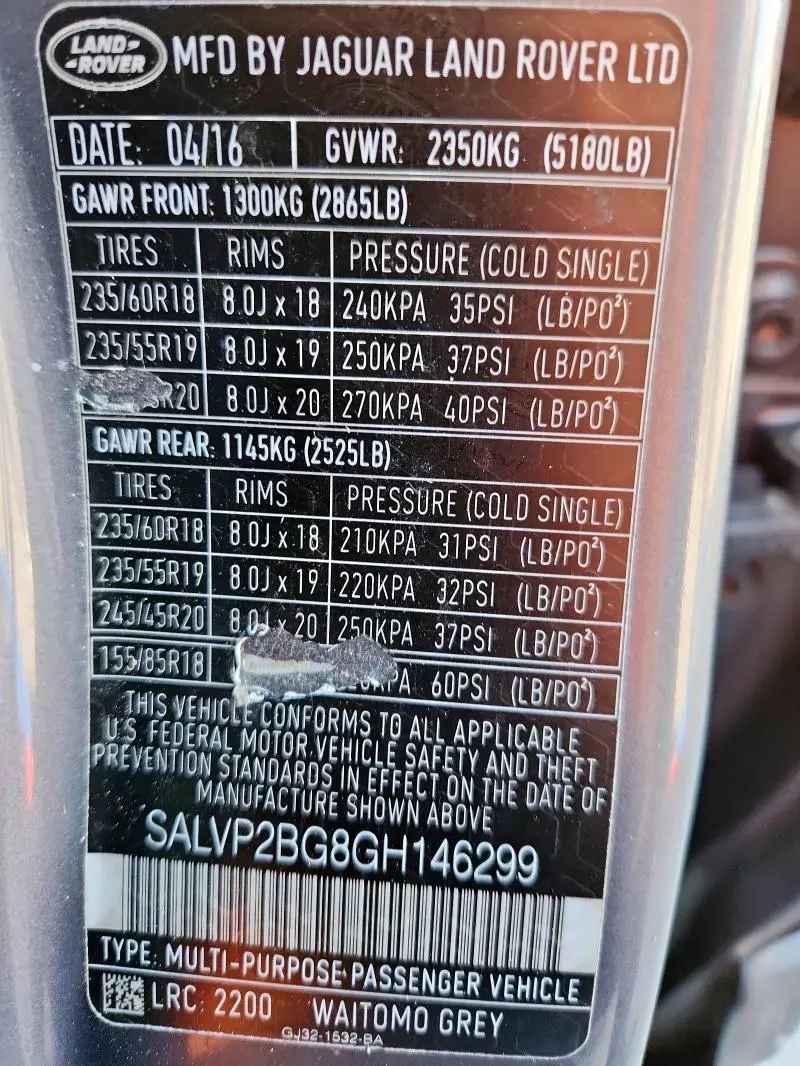 LAND-
-ROVER
MFD BY JAGUAR LAND ROVER LTD
DATE: 04/16 GVWR: 2350KG (5180LB)
GAWR FRONT: 1300KG (2865LB)
TIRES RIMS PRESSURE (COLD SINGLE)
235/60R18 8.0J x 18 240KPA 35PSI (LB/PO²)
235/55R19 8.0J x 19 250KPA 37PSI (LB/PO²)
R20 8.0J x 20 270KPA 40PSI (LB/PO²)
GAWR REAR: 1145KG (2525LB)
TIRES RIMS PRESSURE (COLD SINGLE)
235/60R18 8.0J x 18 210KPA 31PSI (LB/PO²)
235/55R19 8.0J x 19 220KPA 32PSI (LB/PO²)
245/45R20 8.0J x 20 250KPA 37PSI (LB/PO²)
155/85R18 60PSI (LB/PO²)
THIS VEHICLE CONFORMS TO ALL APPLICABLE
U.S. FEDERAL MOTOR VEHICLE SAFETY AND THEFT
PREVENTION STANDARDS IN EFFECT ON THE DATE OF
MANUFACTURE SHOWN ABOVE
SALVP2BG8GH146299
TYPE: MULTI-PURPOSE PASSENGER VEHICLE
LRC: 2200 WAITOMO GREY
GJ32-1532-BA